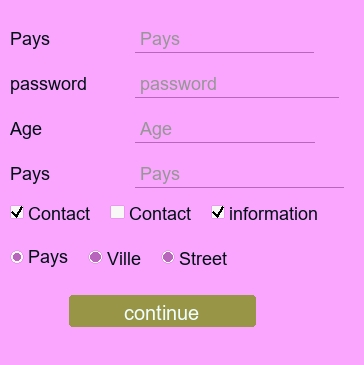 Pays Pays
password password
Age Age
Pays Pays
Contact Contact information
Pays Ville Street
continue